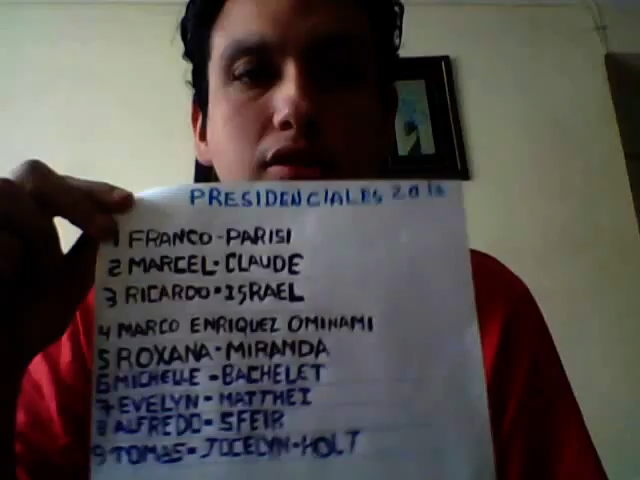 PRESIDENCIALES 2013
1 FRANCO-PARISI
2 MARCEL-CLAUDE
3 RICARDO-ISRAEL
4 MARCO ENRIQUEZ OMINAMI
5 ROXANA-MIRANDA
6 MICHELLE-BACHELET
7 EVELYN-MATTHEI
8 ALFREDO-SFEIR
9 TOMAS-JOCELYN-HOLT